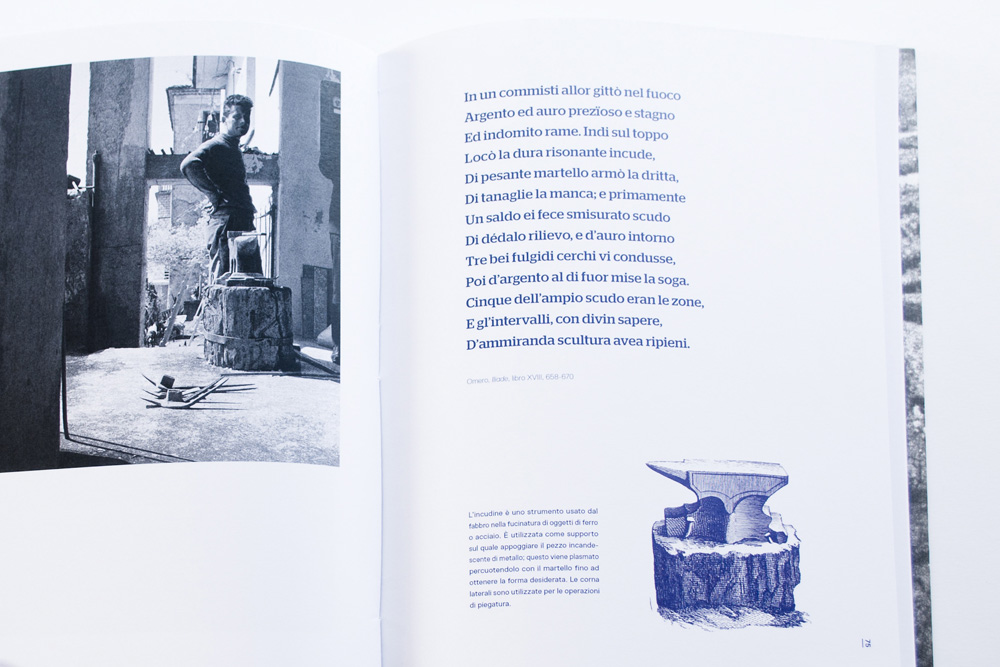 In un commisti allor gittò nel fuoco
Argento ed auro prezïoso e stagno
Ed indomito rame. Indi sul toppo
Locò la dura risonante incude,
Di pesante martello armò la dritta,
Di tanaglie la manca; e primamente
Un saldo ei fece smisurato scudo
Di dédalo rilievo, e d'auro intorno
Tre bei fulgidi cerchi vi condusse,
Poi d'argento al di fuor mise la soga.
Cinque dell'ampio scudo eran le zone,
E gl'intervalli, con divin sapere,
D'ammiranda scultura avea ripieni.
Omero, Iliade, libro XVIII, 658-670
L'incudine è uno strumento usato dal
fabbro nella fucinatura di oggetti di ferro
o acciaio. È utilizzata come supporto
sul quale appoggiare il pezzo incande-
scente di metallo; questo viene plasmato
percuotendolo con il martello fino ad
ottenere la forma desiderata. Le corna
laterali sono utilizzate per le operazioni
di piegatura.